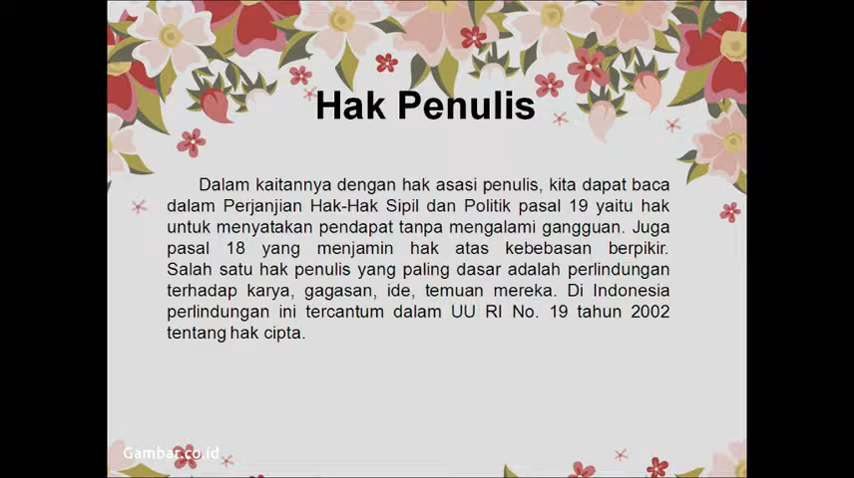 Hak Penulis
Dalam kaitannya dengan hak asasi penulis, kita dapat baca
dalam Perjanjian Hak-Hak Sipil dan Politik pasal 19 yaitu hak
untuk menyatakan pendapat tanpa mengalami gangguan. Juga
pasal 18 yang menjamin hak atas kebebasan berpikir.
Salah satu hak penulis yang paling dasar adalah perlindungan
terhadap karya, gagasan, ide, temuan mereka. Di Indonesia
perlindungan ini tercantum dalam UU RI No. 19 tahun 2002
tentang hak cipta.
Gambar.co.id